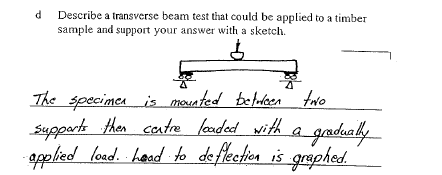 d Describe a transverse beam test that could be applied to a timber
sample and support your answer with a sketch.
The specimen is mounted between two
supports then centre loaded with a gradually
applied load. Load to deflection is graphed.